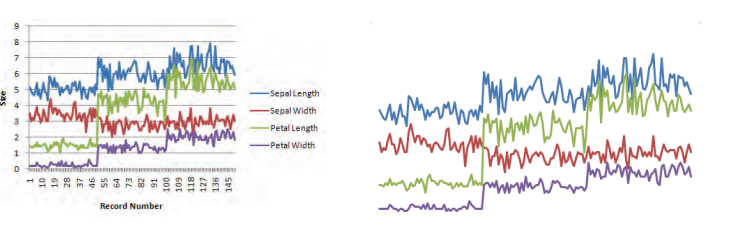 9
8
7
6
5
4
3
2
1
0
Size
1 10 19 28 37 46 55 64 73 82 91 100 109 118 127 136 145
Record Number
Sepal Length
Sepal Width
Petal Length
Petal Width